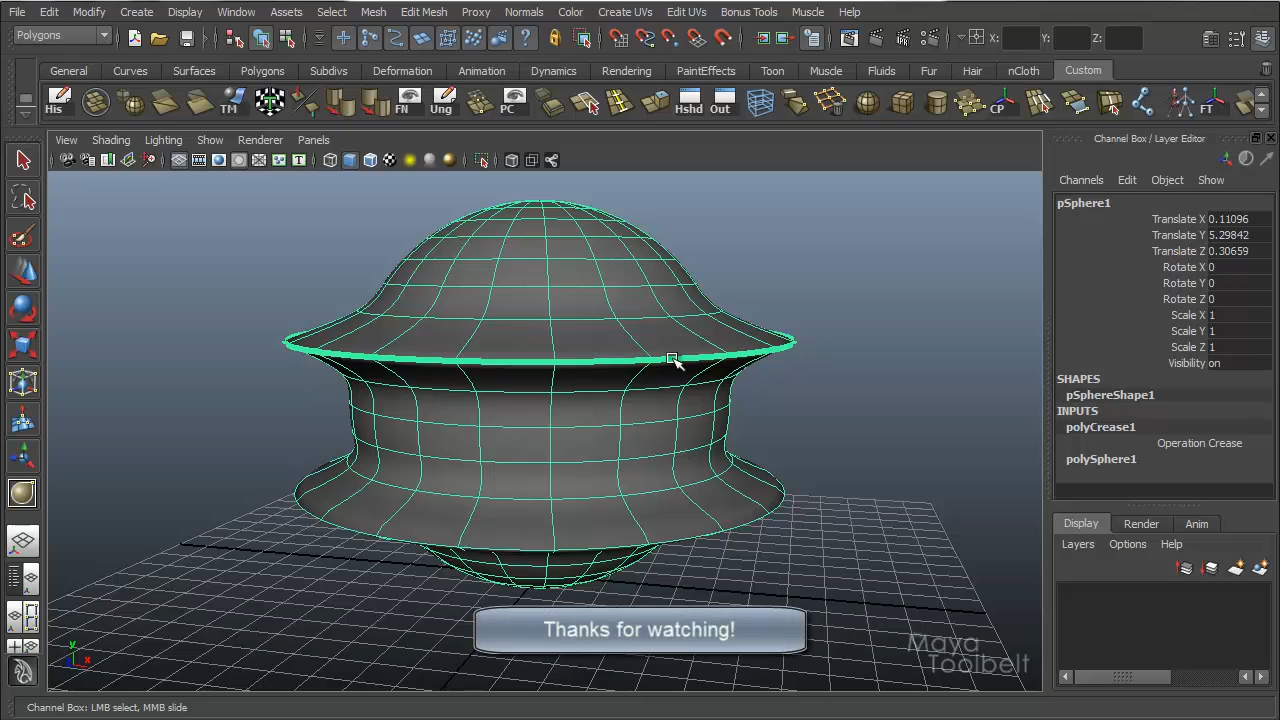 File Edit Modify Create Display Window Assets Select Mesh Edit Mesh Proxy Normals Color Create UVs Edit UVs Bonus Tools Muscle Help
Polygons X: Y: Z:
General Curves Surfaces Polygons Subdivs Deformation Animation Dynamics Rendering PaintEffects Toon Muscle Fluids Fur Hair nCloth Custom
His TM FN Ung PC Hshd Out CP FT
View Shading Lighting Show Renderer Panels
Channel Box / Layer Editor
Channels Edit Object Show
pSphere1
Translate X 0.11096
Translate Y 5.29842
Translate Z 0.30659
Rotate X 0
Rotate Y 0
Rotate Z 0
Scale X 1
Scale Y 1
Scale Z 1
Visibility on
SHAPES
pSphereShape1
INPUTS
polyCrease1
Operation Crease
polySphere1
Display Render Anim
Layers Options Help
Thanks for watching!
Maya
Toolbelt
y
x
Channel Box: LMB select, MMB slide